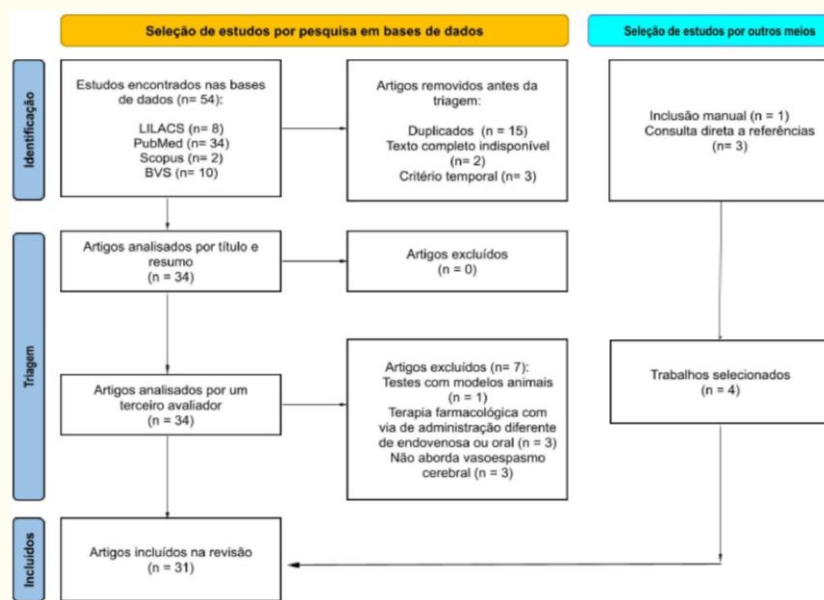 Seleção de estudos por pesquisa em bases de dados
Seleção de estudos por outros meios
Identificação
Estudos encontrados nas bases
de dados (n= 54):
LILACS (n= 8)
PubMed (n= 34)
Scopus (n= 2)
BVS (n= 10)
Artigos removidos antes da
triagem:
Duplicados (n = 15)
Texto completo indisponível
(n= 2)
Critério temporal (n= 3)
Inclusão manual (n = 1)
Consulta direta a referências
(n= 3)
Triagem
Artigos analisados por título e
resumo
(n = 34)
Artigos excluídos
(n = 0)
Artigos analisados por um
terceiro avaliador
(n = 34)
Artigos excluídos (n= 7):
Testes com modelos animais
(n = 1)
Terapia farmacológica com
via de administração diferente
de endovenosa ou oral (n = 3)
Não aborda vasoespasmo
cerebral (n = 3)
Trabalhos selecionados
(n = 4)
Incluídos
Artigos incluídos na revisão
(n = 31)